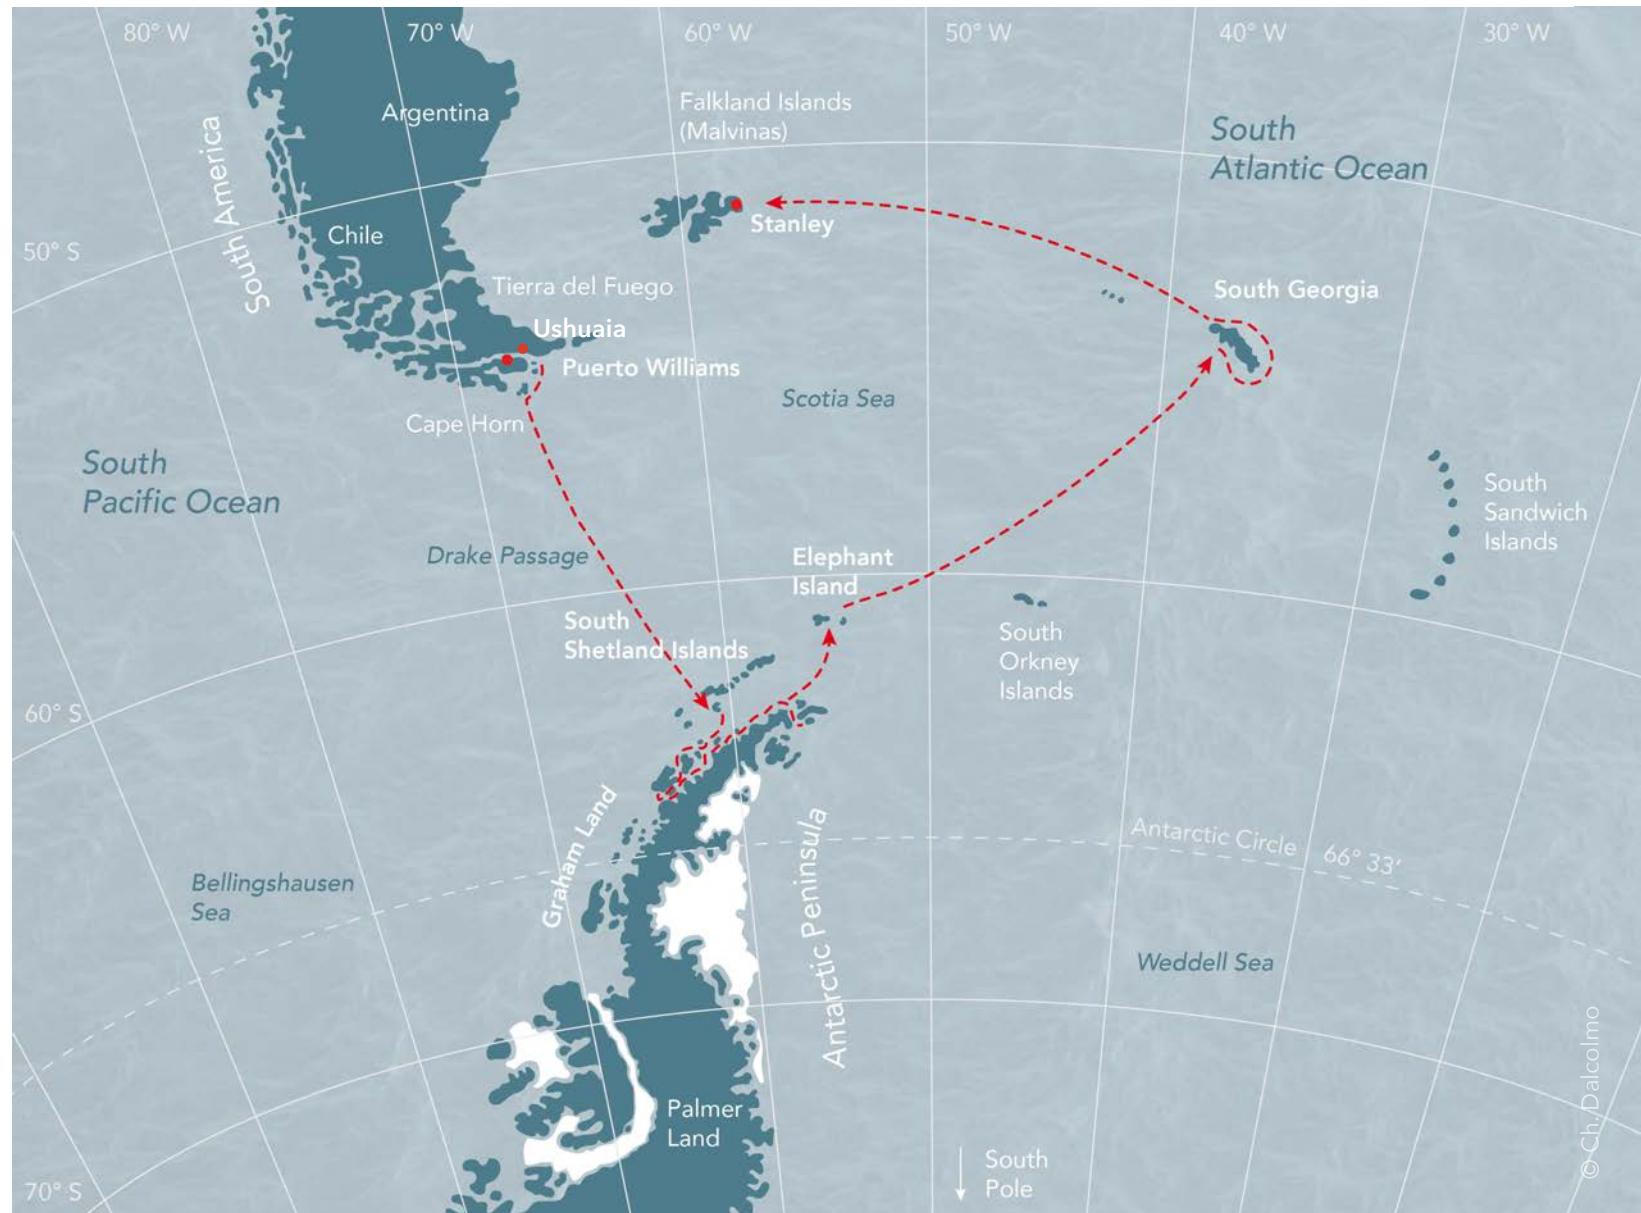 80° W
70° W
60° W
50° W
40° W
30° W
Argentina
Falkland Islands
(Malvinas)
South
Atlantic Ocean
South America
Stanley
50° S
Chile
Tierra del Fuego
South Georgia
Ushuaia
Puerto Williams
Scotia Sea
Cape Horn
South
Pacific Ocean
South
Sandwich
Islands
Drake Passage
Elephant
Island
South
Shetland Islands
South
Orkney
Islands
60° S
Graham Land
Antarctic Peninsula
Antarctic Circle 66° 33'
Bellingshausen
Sea
Weddell Sea
Palmer
Land
South
Pole
70° S
© Ch. Dalcolmo